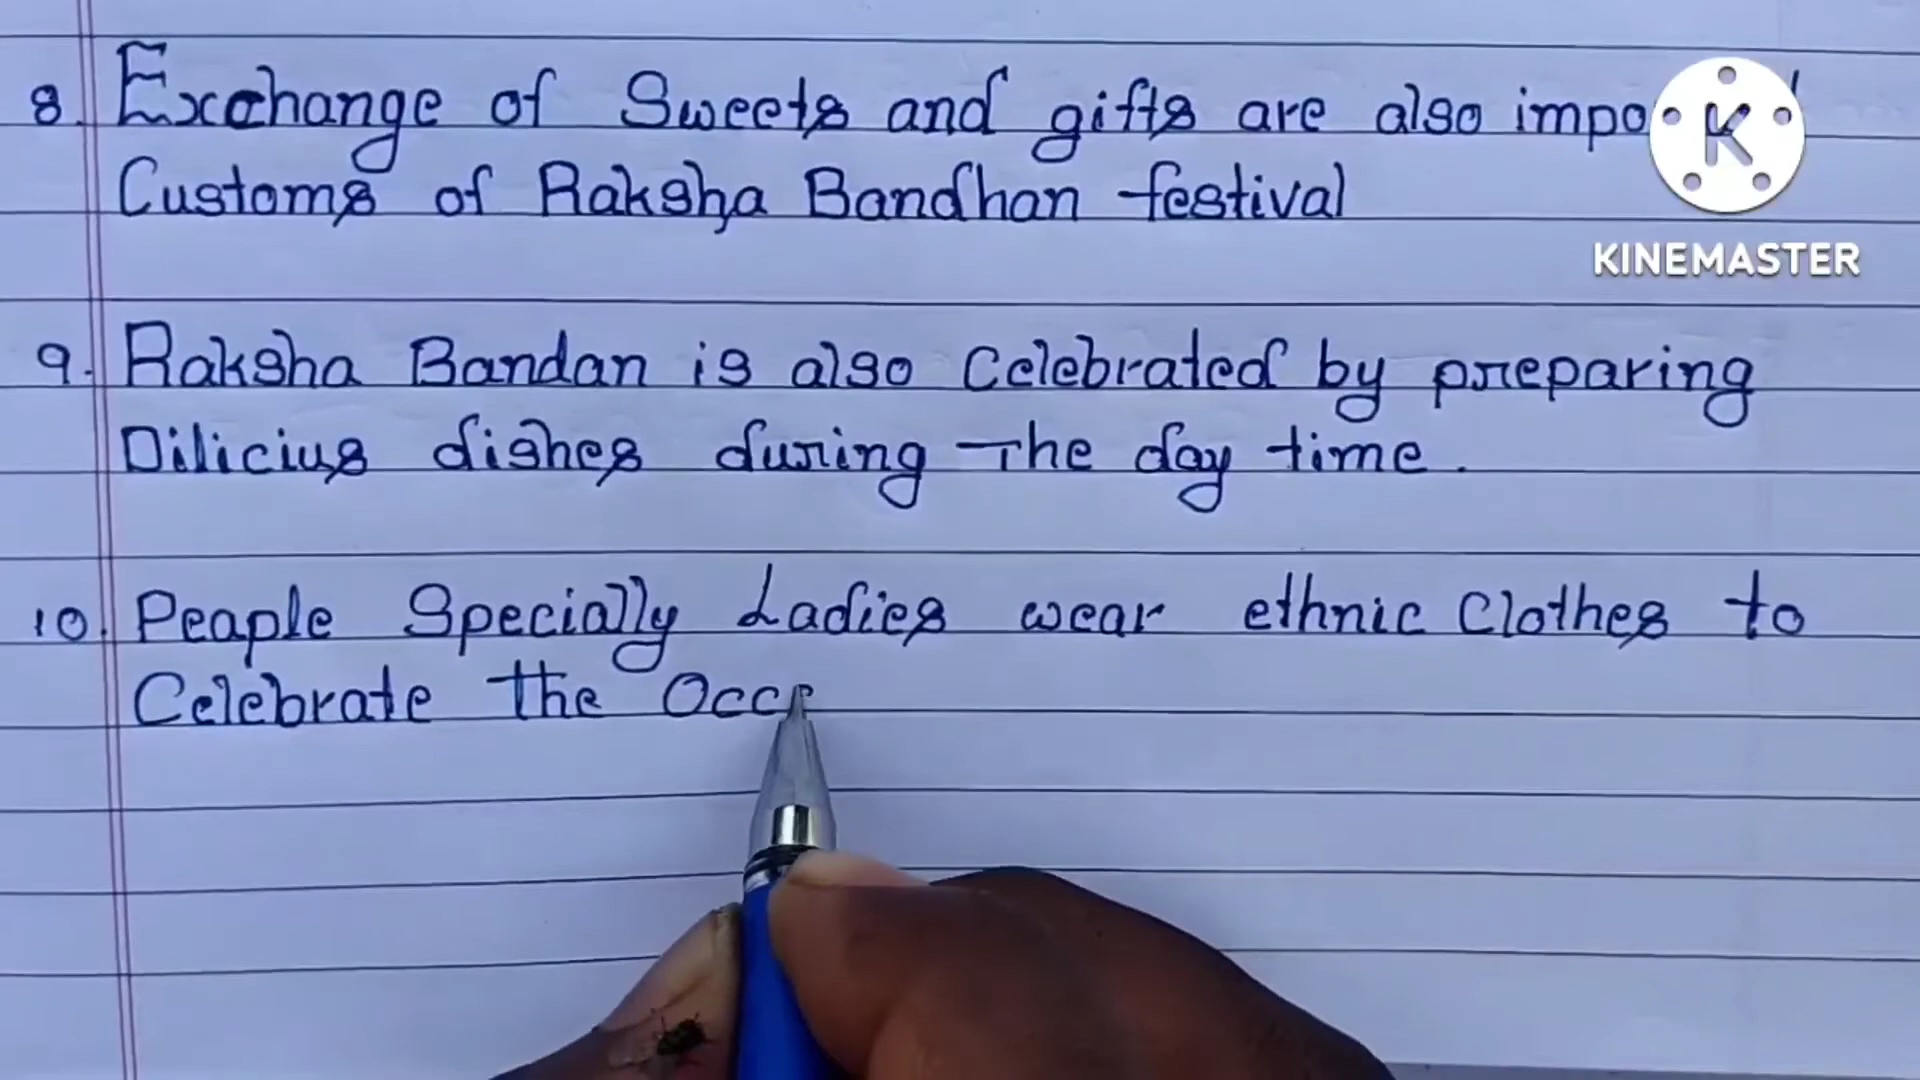 8. Exchange of Sweets and gifts are also impo
Customs of Raksha Bandhan festival
9. Raksha Bandan is also Celebrated by preparing
Dilicius dishes during The day time.
10. Peaple Specially Ladies wear ethnic Clothes to
Celebrate the Occa
K
KINEMASTER